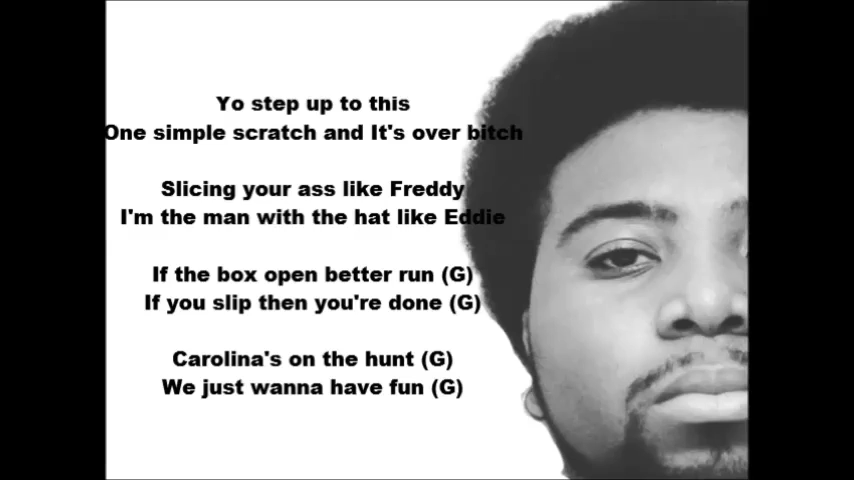 Yo step up to this
One simple scratch and It's over bitch
Slicing your ass like Freddy
I'm the man with the hat like Eddie
If the box open better run (G)
If you slip then you're done (G)
Carolina's on the hunt (G)
We just wanna have fun (G)